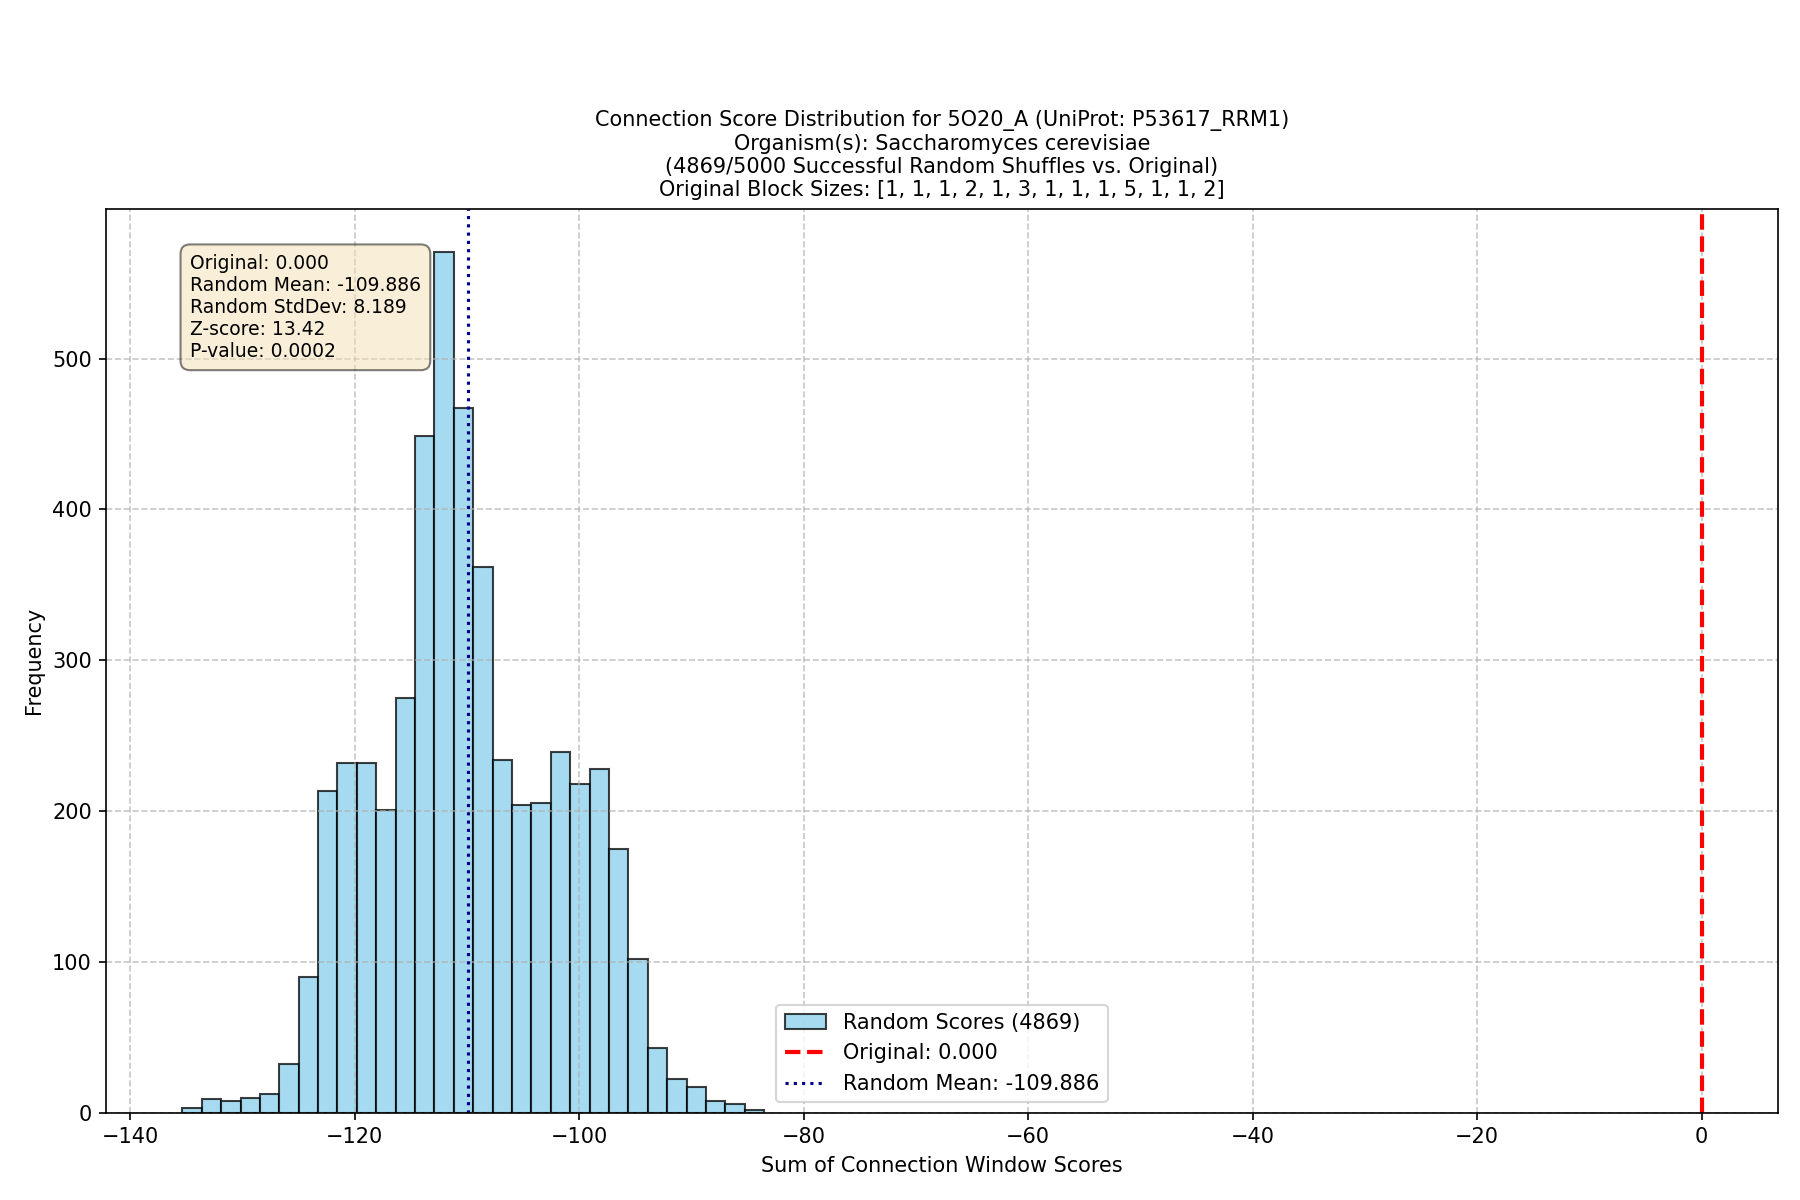 Connection Score Distribution for 5O20_A (UniProt: P53617_RRM1)
Organism(s): Saccharomyces cerevisiae
(4869/5000 Successful Random Shuffles vs. Original)
Original Block Sizes: [1, 1, 1, 2, 1, 3, 1, 1, 1, 5, 1, 1, 2]
Original: 0.000
Random Mean: -109.886
Random StdDev: 8.189
Z-score: 13.42
P-value: 0.0002
Frequency
500
400
300
200
100
0
Random Scores (4869)
Original: 0.000
Random Mean: -109.886
−140 −120 −100 −80 −60 −40 −20 0
Sum of Connection Window Scores